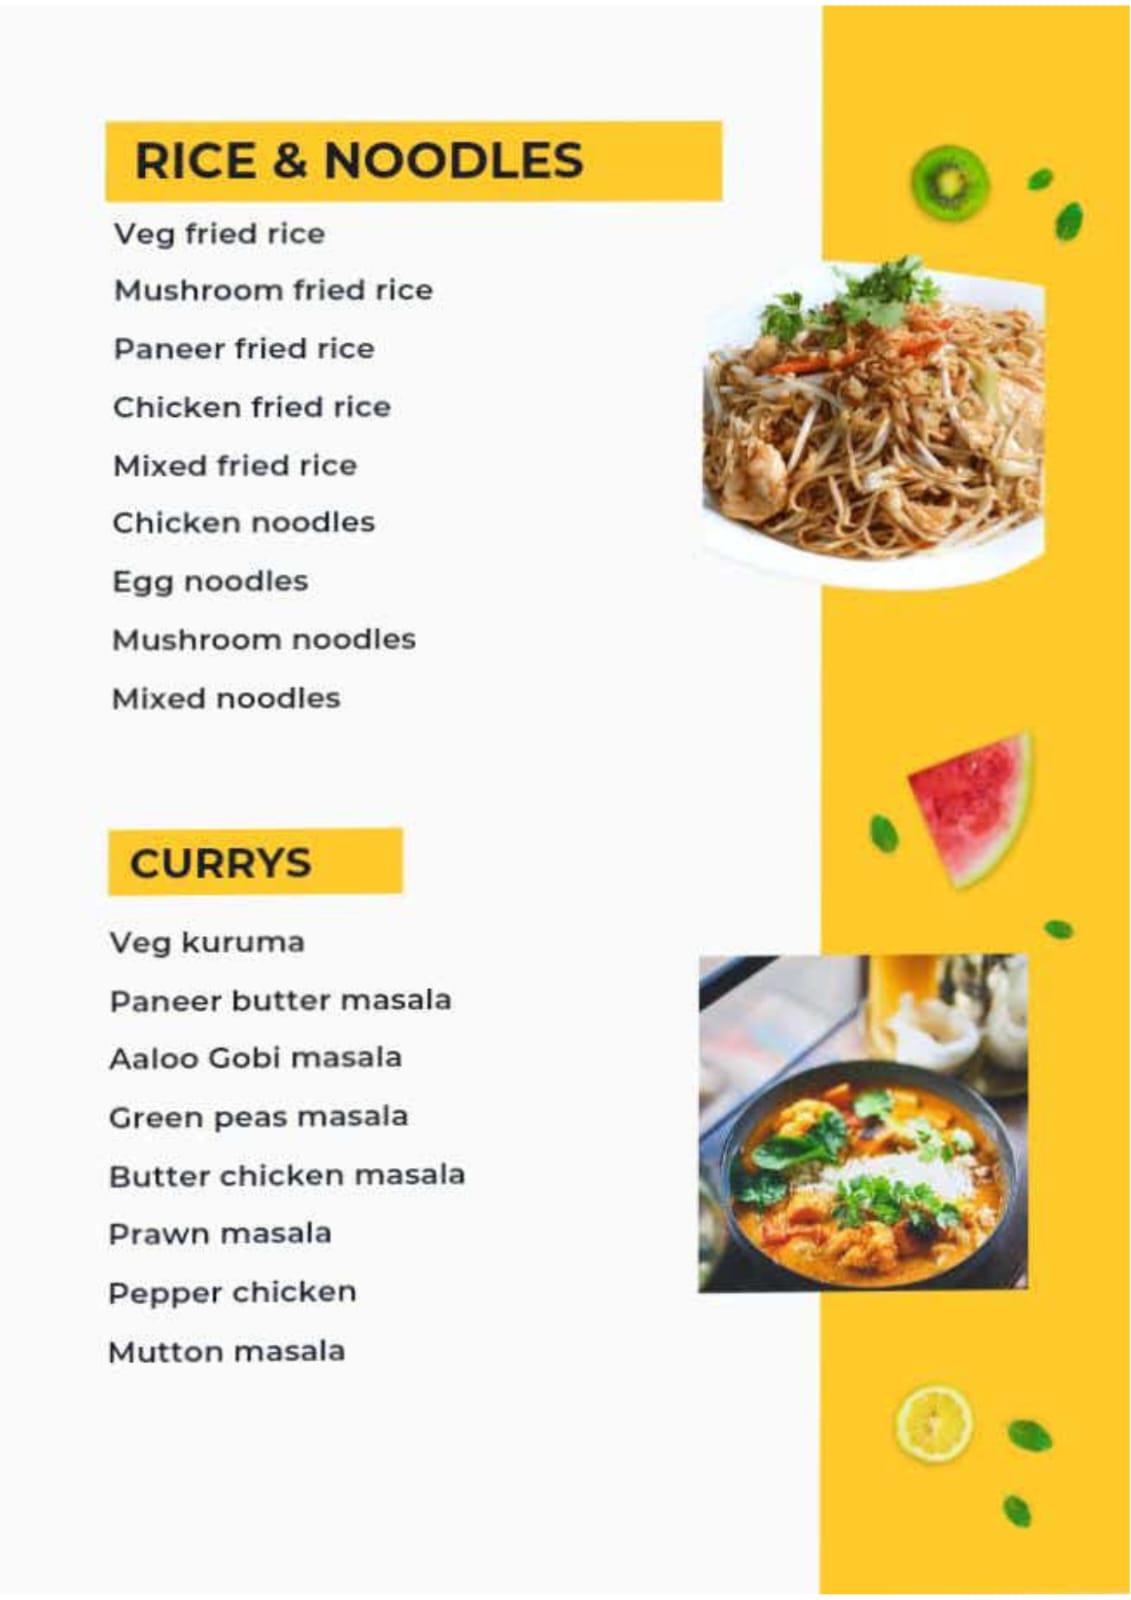 RICE & NOODLES
Veg fried rice
Mushroom fried rice
Paneer fried rice
Chicken fried rice
Mixed fried rice
Chicken noodles
Egg noodles
Mushroom noodles
Mixed noodles
CURRYS
Veg kuruma
Paneer butter masala
Aaloo Gobi masala
Green peas masala
Butter chicken masala
Prawn masala
Pepper chicken
Mutton masala